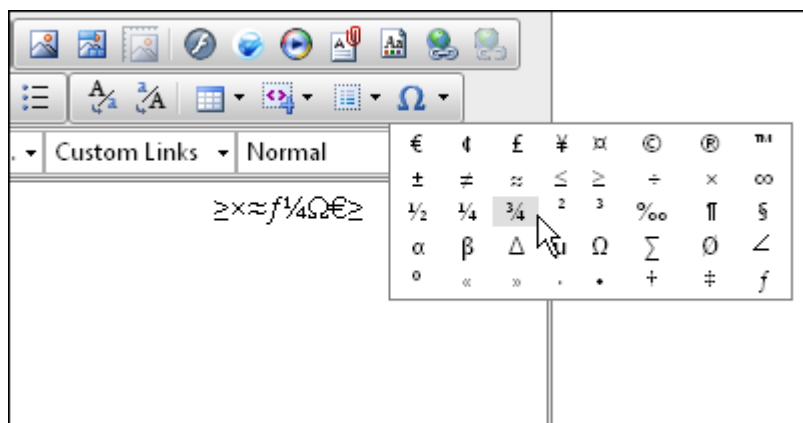 . Custom Links Normal
≥×≈ƒ¼Ω€≥
Ω
€ ¢ £ ¥ ¤ © ® ™
± ≠ ≈ ≤ ≥ ÷ × ∞
½ ¼ ¾ ² ³ ‰ ¶ §
α β Δ µ Ω ∑ Ø ∠
º « » · • † ‡ ƒ